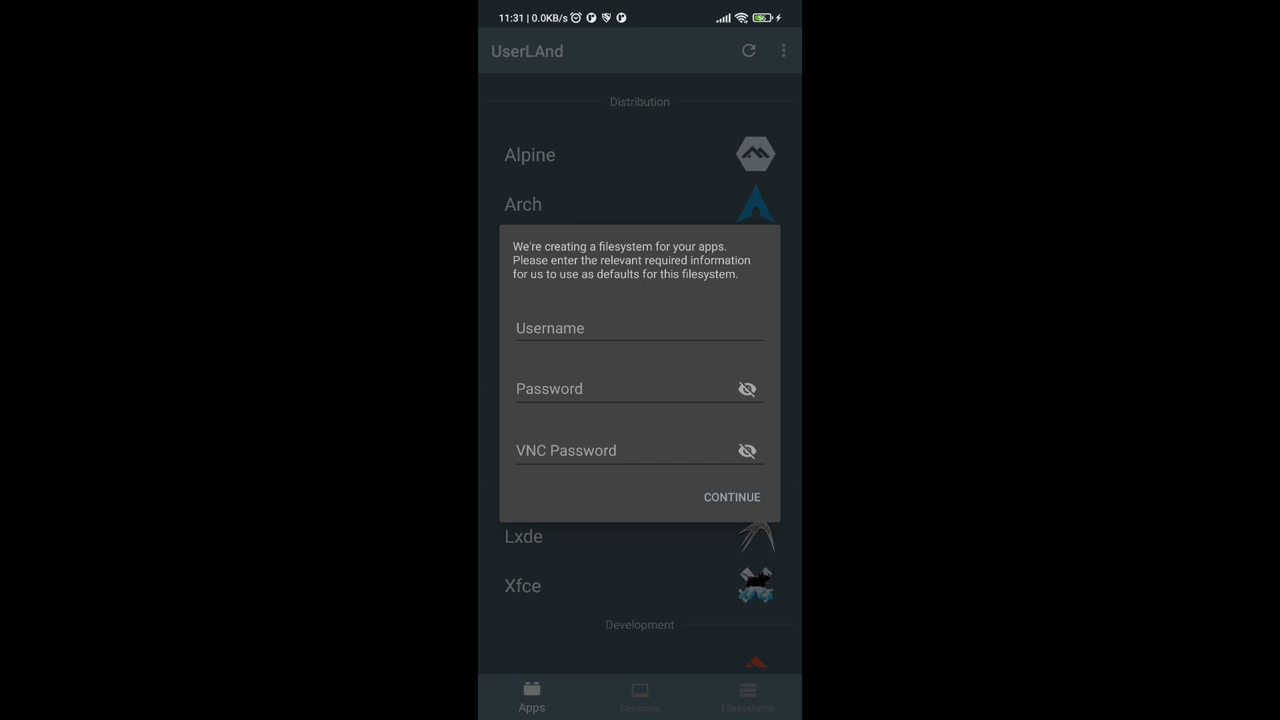 11:31 | 0.0KB/s
UserLAnd
Distribution
Alpine
Arch
We're creating a filesystem for your apps.
Please enter the relevant required information
for us to use as defaults for this filesystem.
Username
Password
VNC Password
CONTINUE
Lxde
Xfce
Development
Apps
Sessions
Filesystems